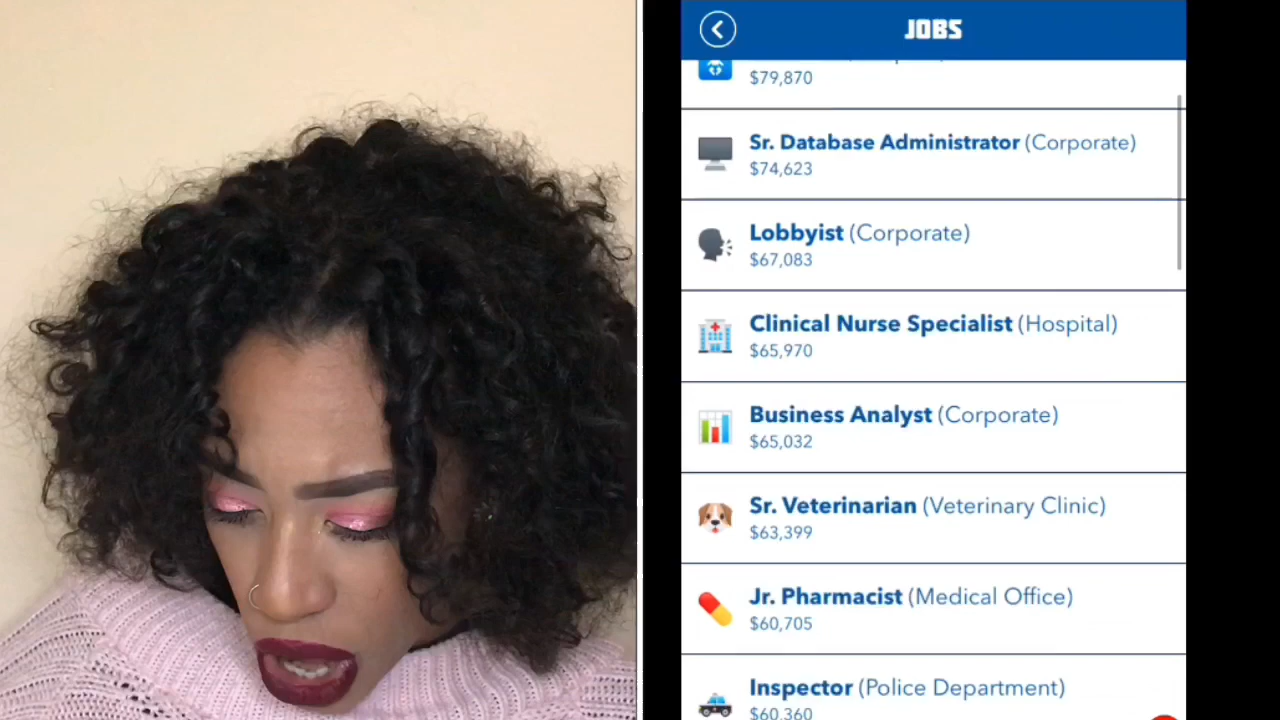 JOBS
$79,870
Sr. Database Administrator (Corporate)
$74,623
Lobbyist (Corporate)
$67,083
Clinical Nurse Specialist (Hospital)
$65,970
Business Analyst (Corporate)
$65,032
Sr. Veterinarian (Veterinary Clinic)
$63,399
Jr. Pharmacist (Medical Office)
$60,705
Inspector (Police Department)
$60,360